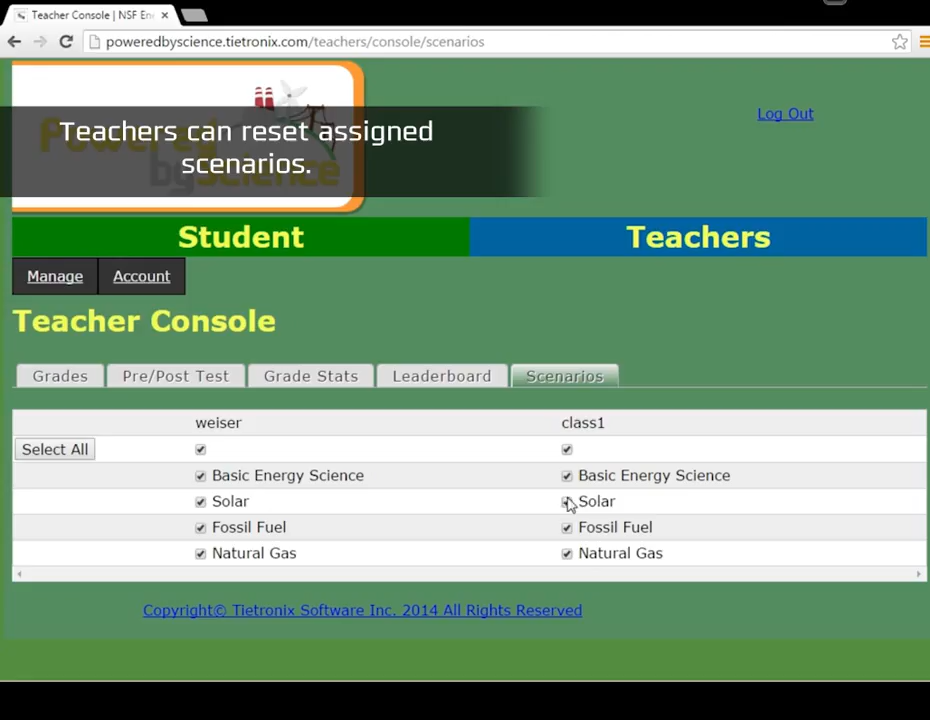 Teacher Console | NSF En
poweredbyscience.tietronix.com/teachers/console/scenarios
Teachers can reset assigned
scenarios.
Powered
by science
Log Out
Student
Teachers
Manage
Account
Teacher Console
Grades
Pre/Post Test
Grade Stats
Leaderboard
Scenarios
weiser
class1
Select All
Basic Energy Science
Basic Energy Science
Solar
Solar
Fossil Fuel
Fossil Fuel
Natural Gas
Natural Gas
Copyright© Tietronix Software Inc. 2014 All Rights Reserved